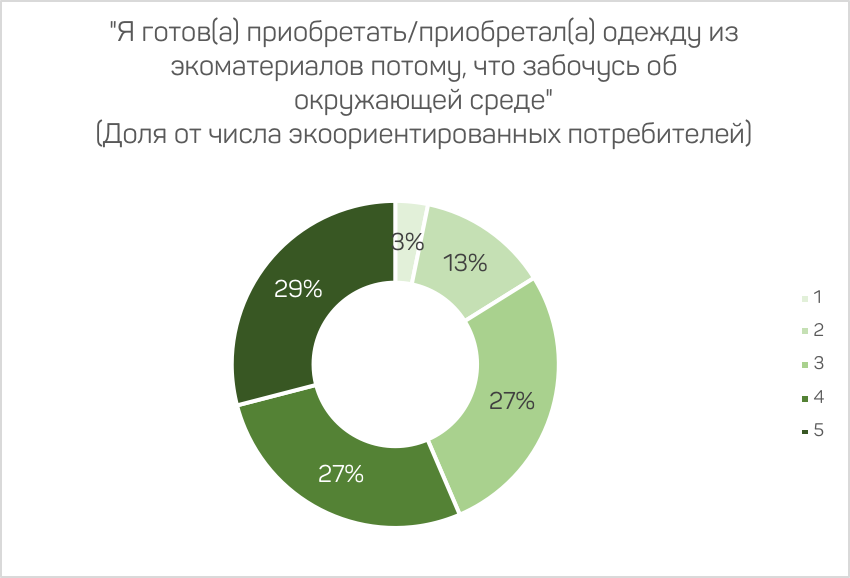 "Я готов(а) приобретать/приобретал(а) одежду из
экоматериалов потому, что забочусь об
окружающей среде"
(Доля от числа экоориентированных потребителей)
3%
13%
29%
27%
27%
1
2
3
4
5